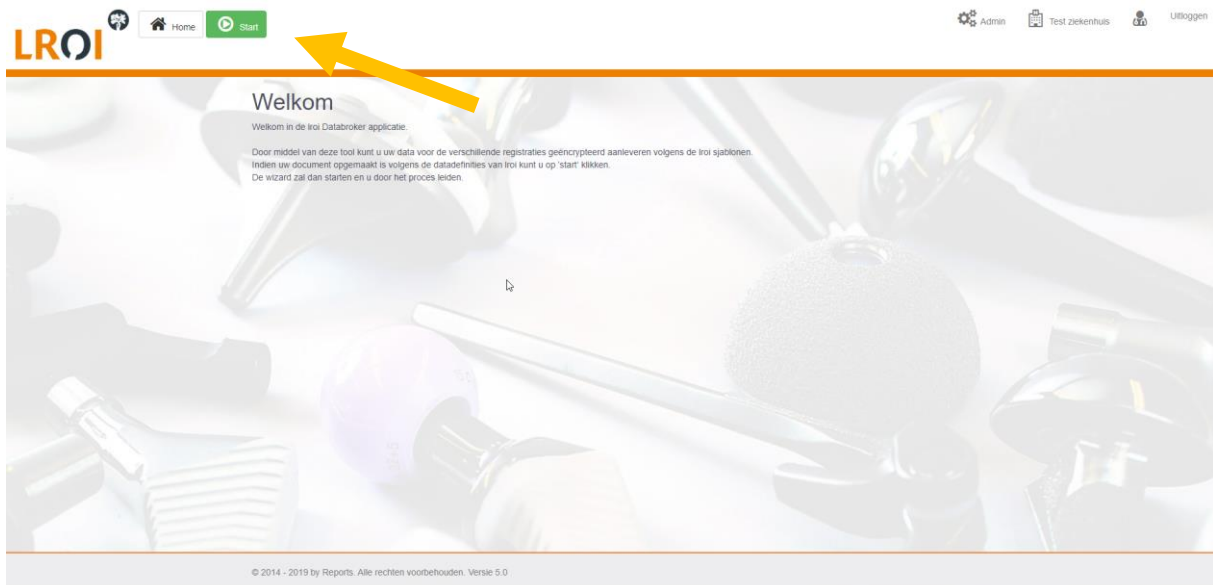 LROI
Home
Start
Admin
Test ziekenhuis
Uitloggen
Welkom
Welkom in de lroi Databroker applicatie.
Door middel van deze tool kunt u uw data voor de verschillende registraties geëncrypteerd aanleveren volgens de lroi sjablonen.
Indien uw document opgemaakt is volgens de datadefinities van lroi kunt u op 'start' klikken.
De wizard zal dan starten en u door het proces leiden.
© 2014 - 2019 by Reports. Alle rechten voorbehouden. Versie 5.0